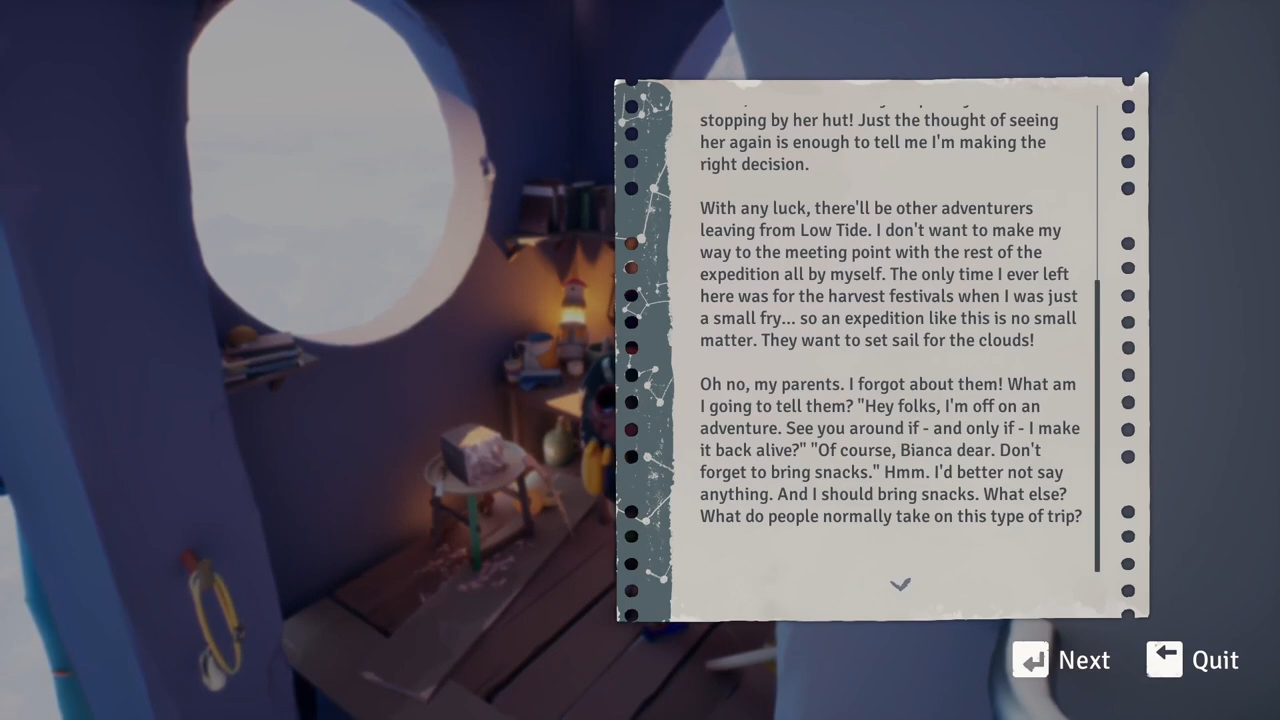 stopping by her hut! Just the thought of seeing
her again is enough to tell me I'm making the
right decision.
With any luck, there'll be other adventurers
leaving from Low Tide. I don't want to make my
way to the meeting point with the rest of the
expedition all by myself. The only time I ever left
here was for the harvest festivals when I was just
a small fry... so an expedition like this is no small
matter. They want to set sail for the clouds!
Oh no, my parents. I forgot about them! What am
I going to tell them? "Hey folks, I'm off on an
adventure. See you around if - and only if - I make
it back alive?" "Of course, Bianca dear. Don't
forget to bring snacks." Hmm. I'd better not say
anything. And I should bring snacks. What else?
What do people normally take on this type of trip?
Next
Quit